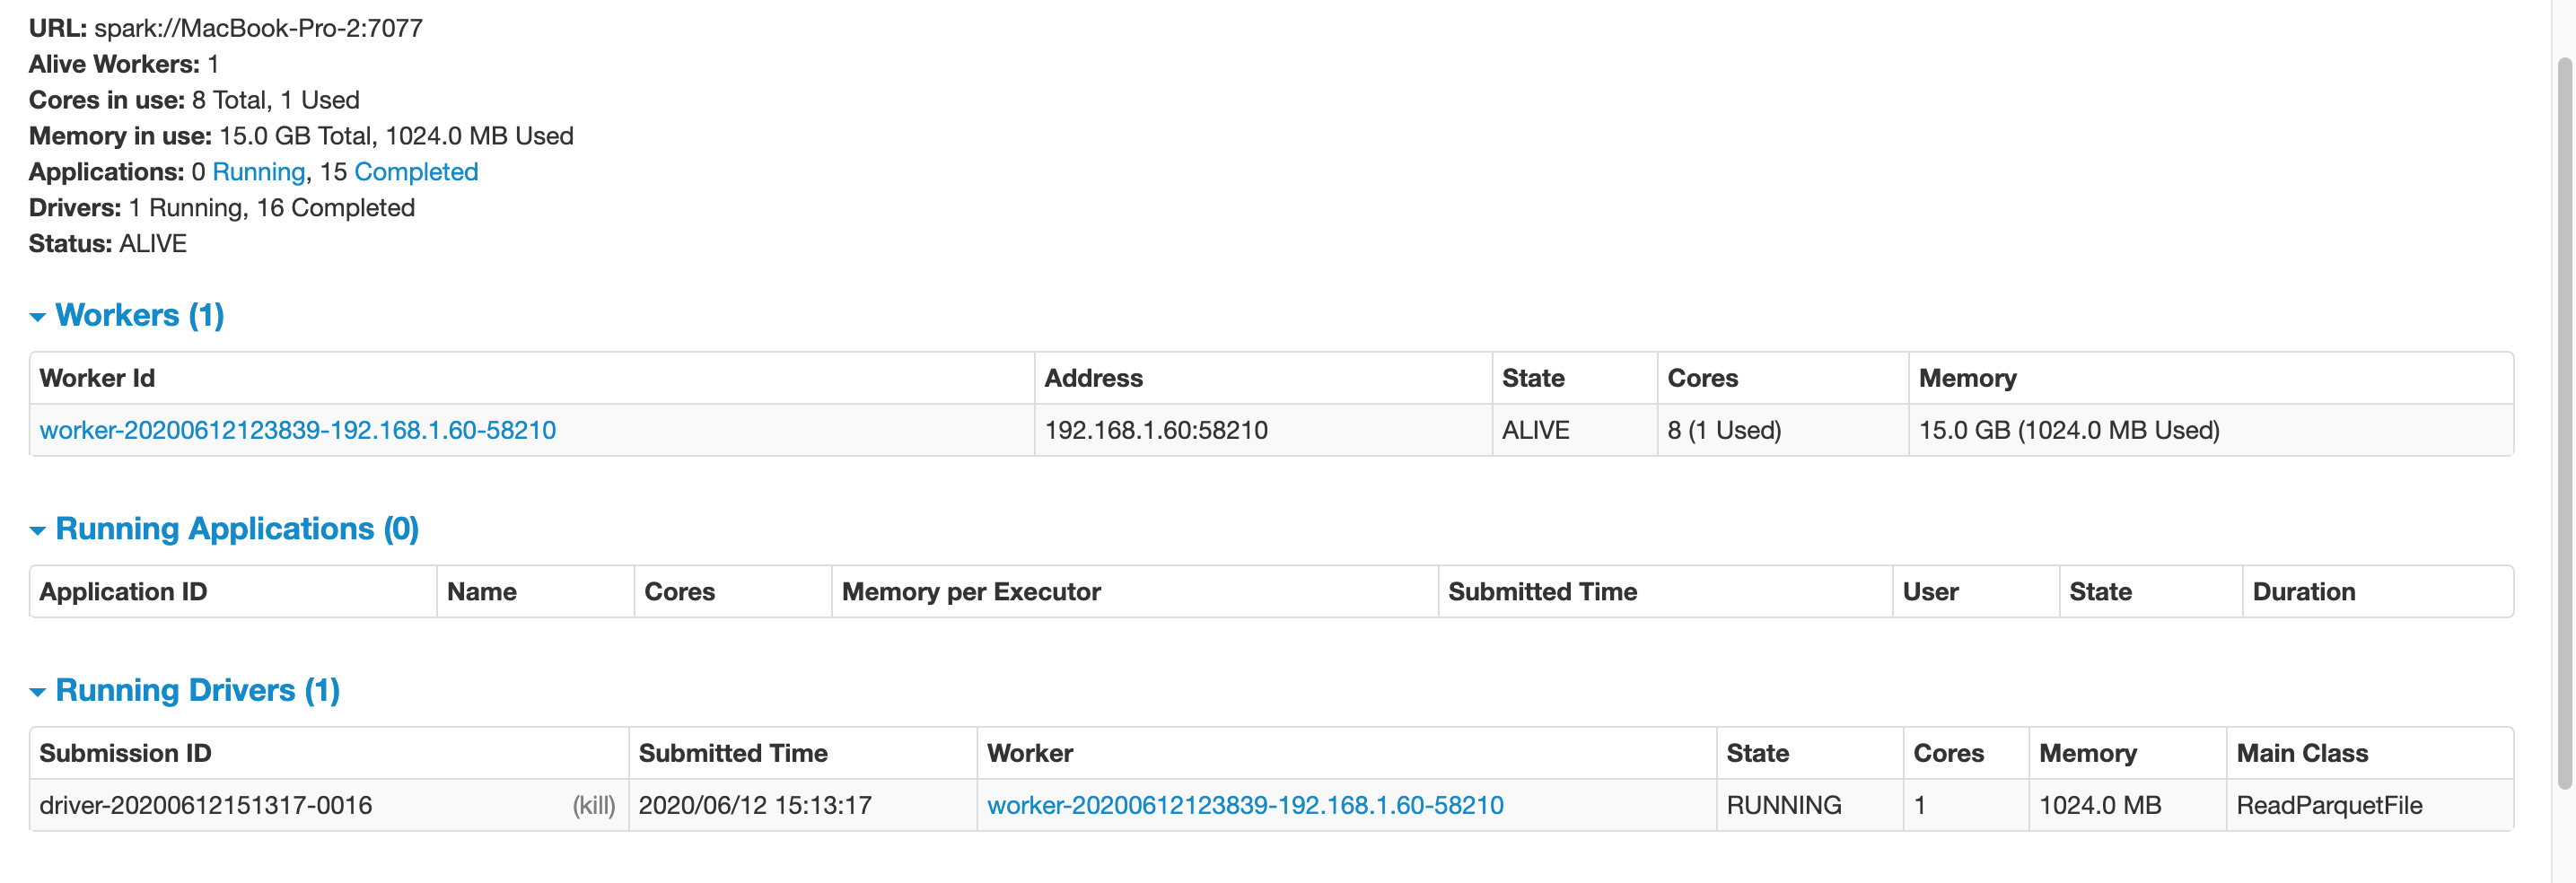 URL: spark://MacBook-Pro-2:7077
Alive Workers: 1
Cores in use: 8 Total, 1 Used
Memory in use: 15.0 GB Total, 1024.0 MB Used
Applications: 0 Running, 15 Completed
Drivers: 1 Running, 16 Completed
Status: ALIVE
Workers (1)
Worker Id Address State Cores Memory
worker-20200612123839-192.168.1.60-58210 192.168.1.60:58210 ALIVE 8 (1 Used) 15.0 GB (1024.0 MB Used)
Running Applications (0)
Application ID Name Cores Memory per Executor Submitted Time User State Duration
Running Drivers (1)
Submission ID Submitted Time Worker State Cores Memory Main Class
driver-20200612151317-0016 (kill) 2020/06/12 15:13:17 worker-20200612123839-192.168.1.60-58210 RUNNING 1 1024.0 MB ReadParquetFile